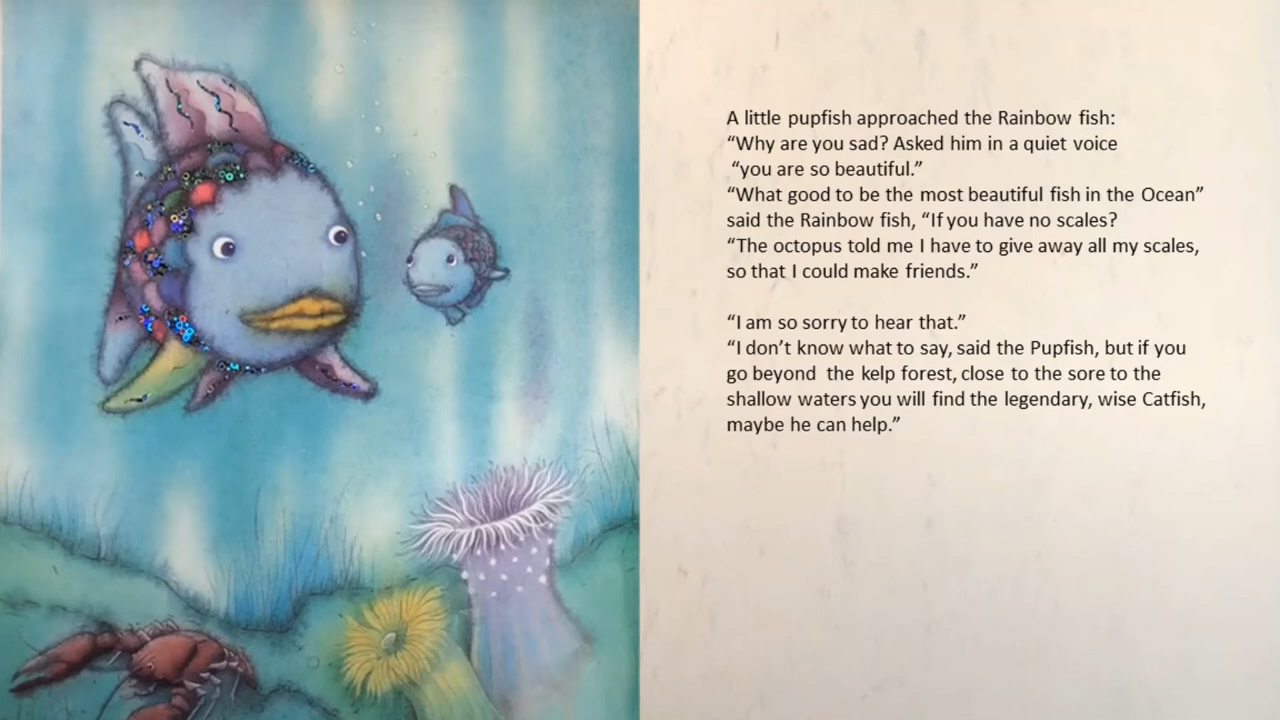 A little pupfish approached the Rainbow fish:
“Why are you sad? Asked him in a quiet voice
“you are so beautiful.”
“What good to be the most beautiful fish in the Ocean”
said the Rainbow fish, “If you have no scales?
“The octopus told me I have to give away all my scales,
so that I could make friends.”
“I am so sorry to hear that.”
“I don’t know what to say, said the Pupfish, but if you
go beyond the kelp forest, close to the sore to the
shallow waters you will find the legendary, wise Catfish,
maybe he can help.”